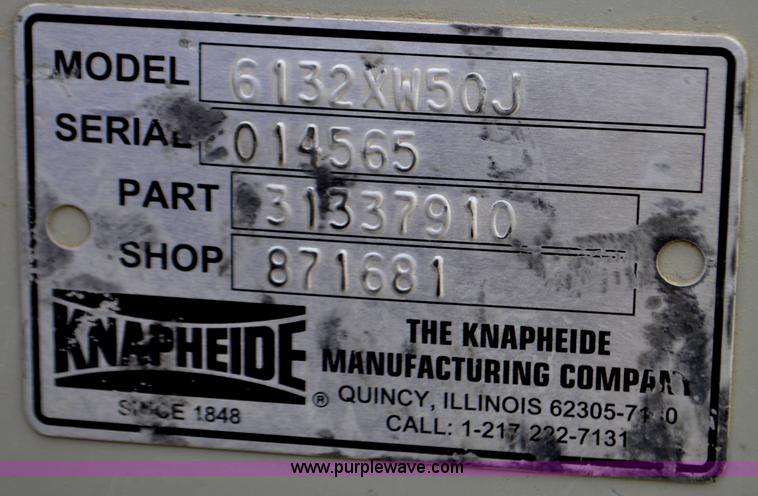 MODEL 6132XW50J
SERIAL 014565
PART 31337910
SHOP 871681
KNAPHEIDE
SINCE 1848
THE KNAPHEIDE
MANUFACTURING COMPANY
® QUINCY, ILLINOIS
CALL: 1-217 222-7131
www.purplewave.com